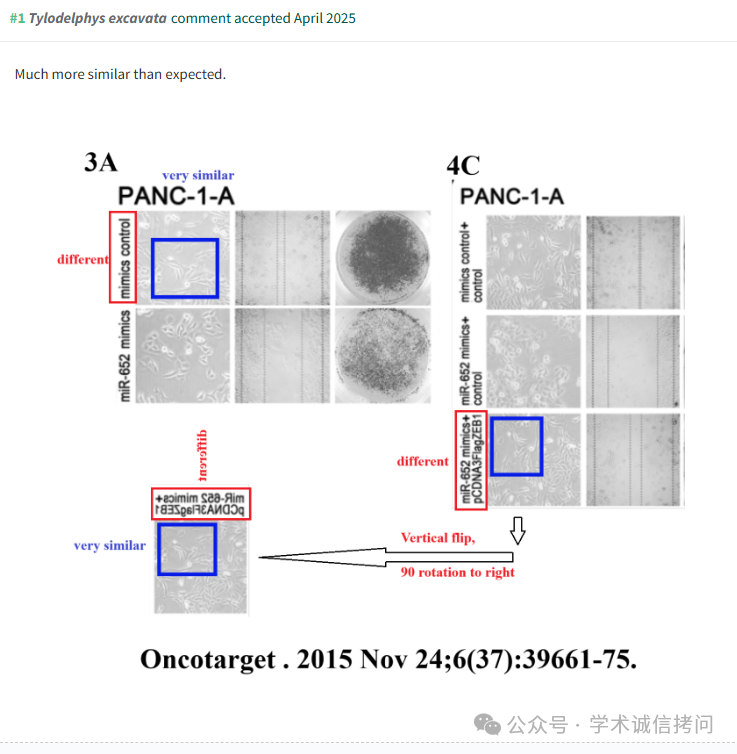 #1 Tylodelphys excavata comment accepted April 2025
Much more similar than expected.
3A
very similar
PANC-1-A
different
mimics control
miR-652 mimics
4C
PANC-1-A
mimics control+
control
miR-652 mimics+
control
different
miR-652 mimics+
pCDNA3FlagZEB1
different
miR-652 mimics+
pCDNA3FlagZEB1
very similar
Vertical flip,
90 rotation to right
Oncotarget . 2015 Nov 24;6(37):39661-75.
公众号 · 学术诚信拷问